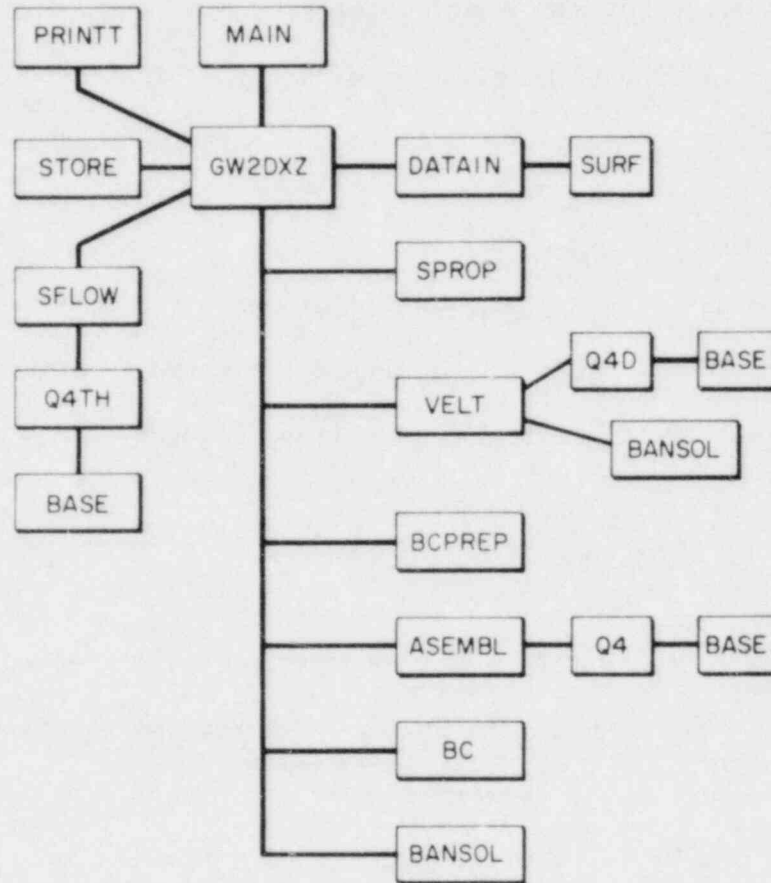 PRINTT
MAIN
STORE
GW2DXZ
DATAIN
SURF
SFLOW
SPROP
Q4TH
VELT
Q4D
BASE
BANSOL
BASE
BCPREP
ASEMBL
Q4
BASE
BC
BANSOL